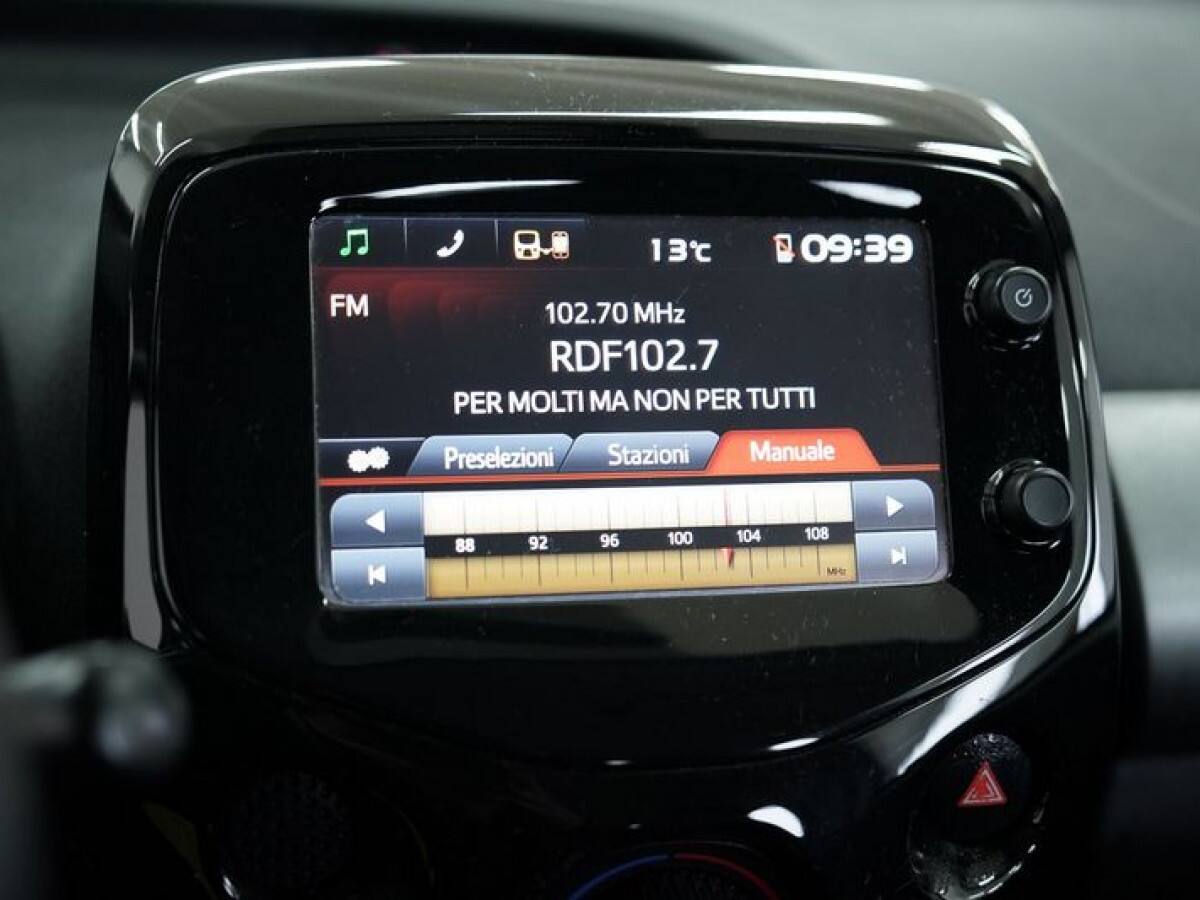 13°C 09:39
FM
102.70 MHz
RDF102.7
PER MOLTI MA NON PER TUTTI
Preselezioni Stazioni Manuale
88 92 96 100 104 108
MHz